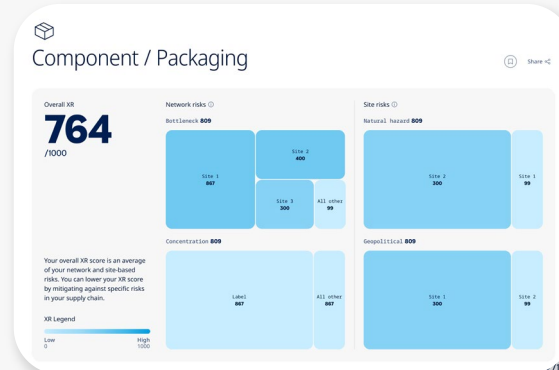 Component / Packaging
Share
Overall XR
764
/1000
Your overall XR score is an average
of your network and site-based
risks. You can lower your XR score
by mitigating against specific risks
in your supply chain.
XR Legend
Low
0
High
1000
Network risks
Bottleneck 809
Site 1
867
Site 2
400
Site 3
300
All other
99
Concentration 809
Label
867
All other
867
Site risks
Natural hazard 809
Site 2
300
Site 1
99
Geopolitical 809
Site 1
300
Site 2
99